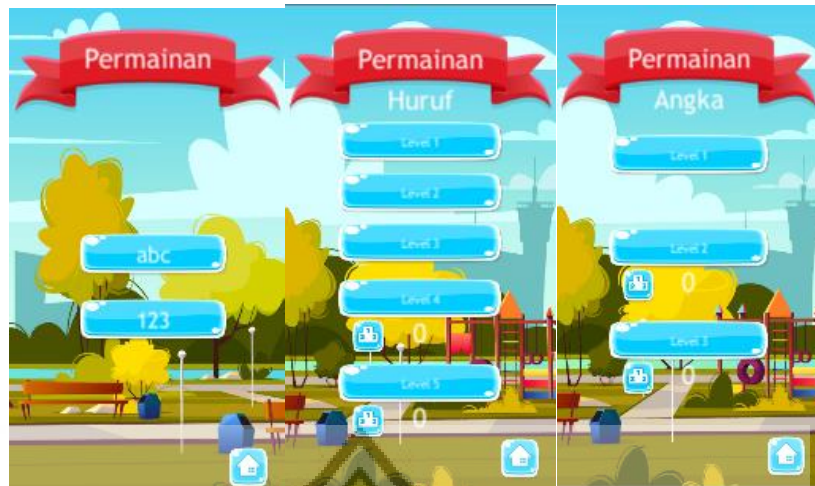 Permainan
abc
123
Permainan
Huruf
Level 1
Level 2
Level 3
Level 4
0
Level 5
0
Permainan
Angka
Level 1
Level 2
0
Level 3
0